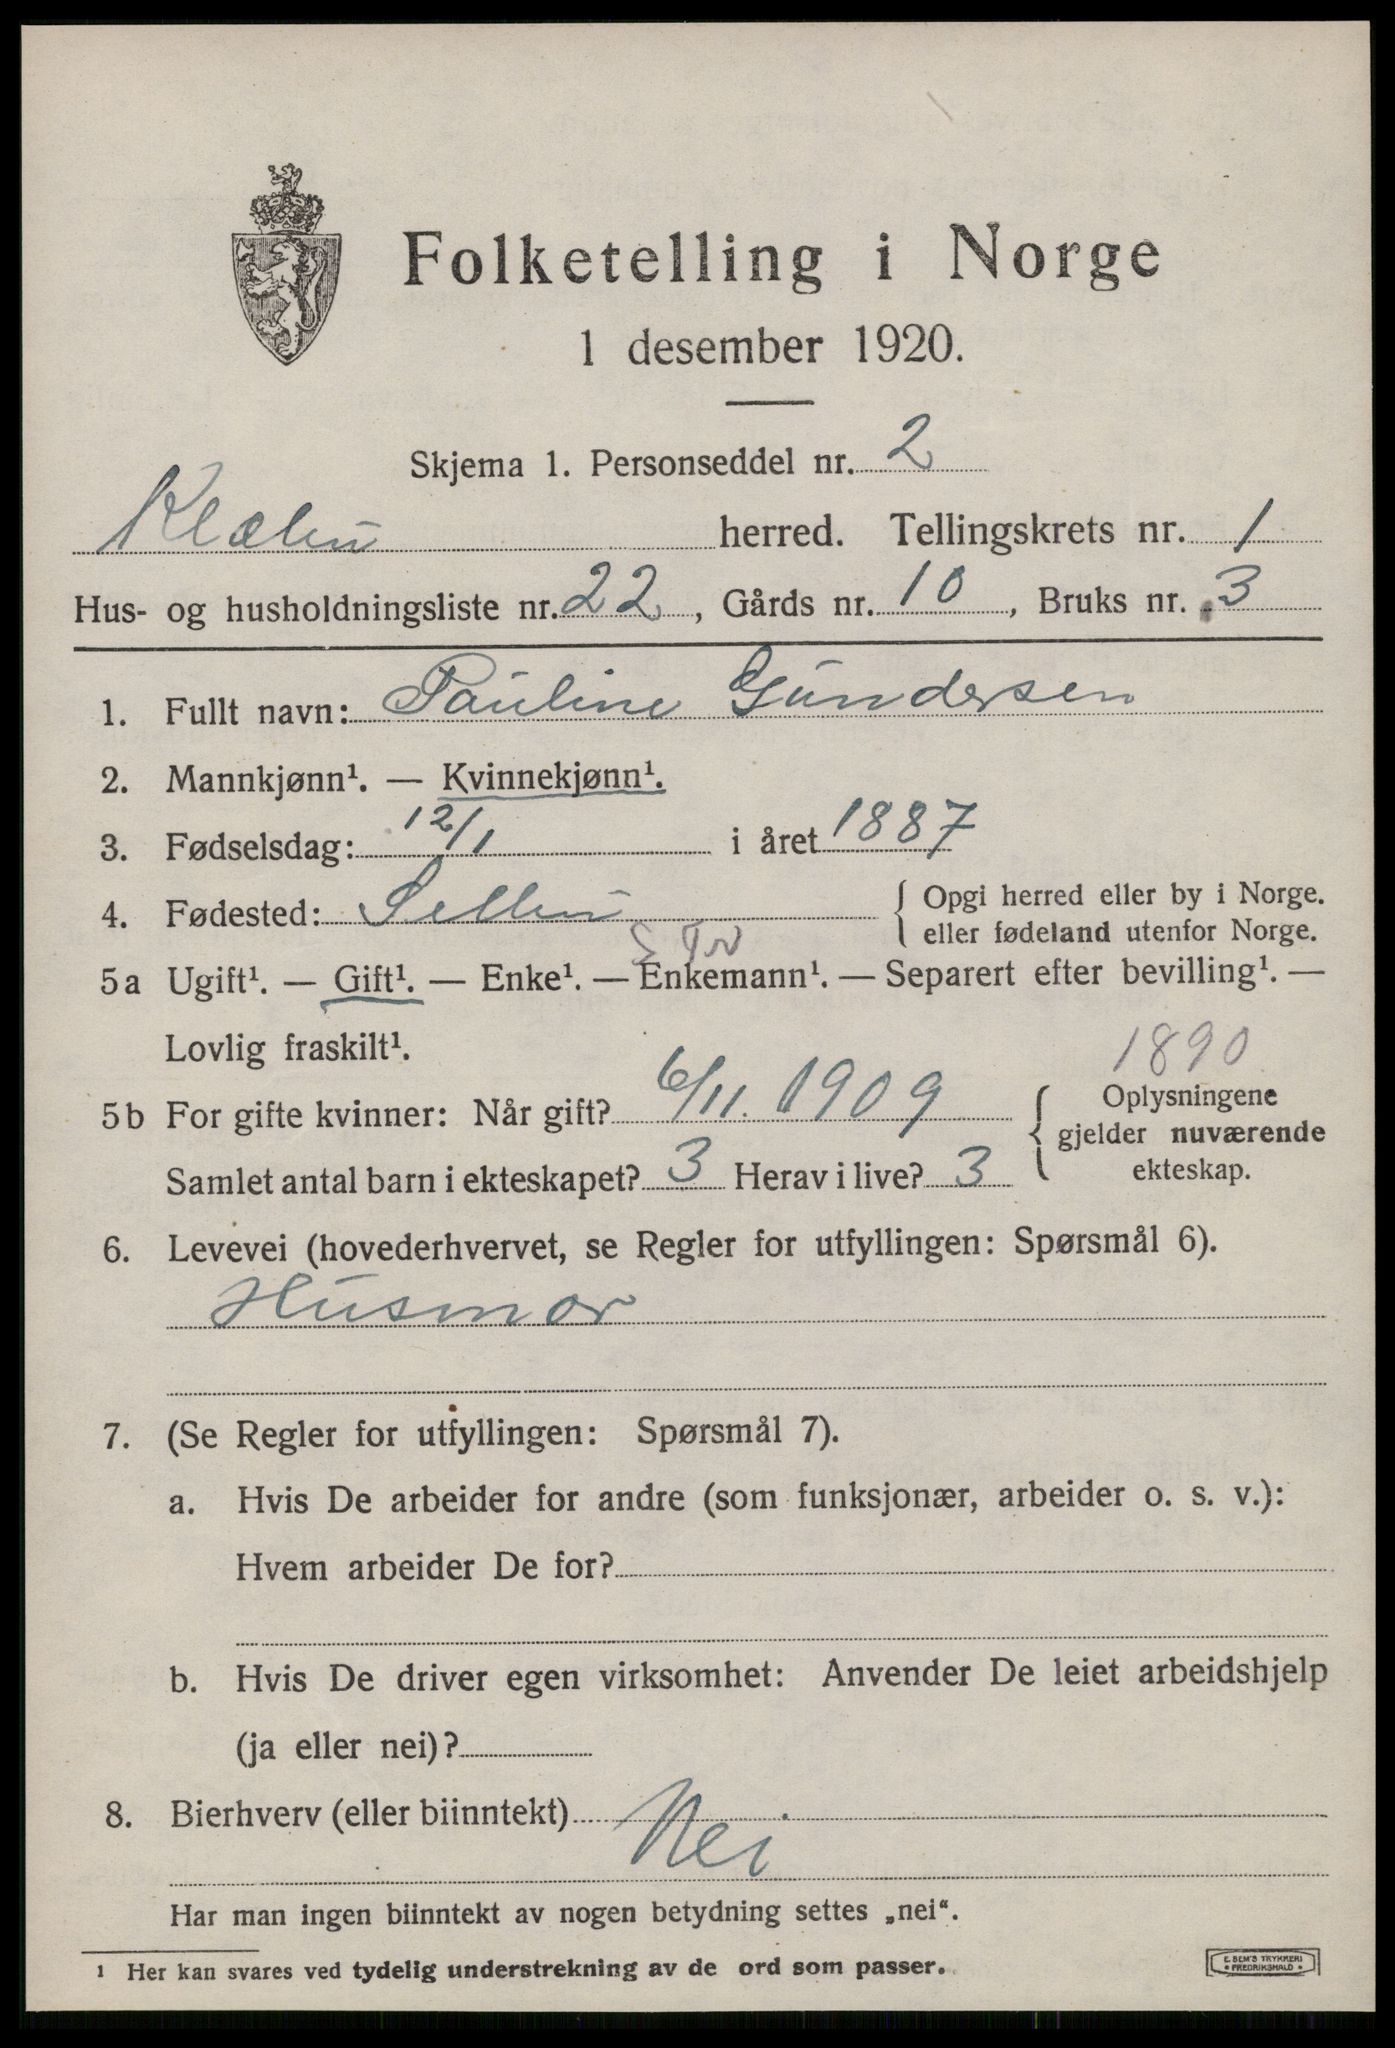 Folketelling i Norge
1 desember 1920.
Skjema 1. Personseddel nr. 2
Klæbu herred. Tellingskrets nr. 1
Hus- og husholdningsliste nr. 22, Gårds nr. 10, Bruks nr. 3
1. Fullt navn: Pauline Gundersen
2. Mannkjønn¹. — Kvinnekjønn¹.
3. Fødselsdag: 12/1 i året 1887
4. Fødested: Selbu { Opgi herred eller by i Norge.
eller fødeland utenfor Norge.
S Tr
5a Ugift¹. — Gift¹. — Enke¹. — Enkemann¹. — Separert efter bevilling¹. —
Lovlig fraskilt¹.
1890
5b For gifte kvinner: Når gift? 6/11. 1909 { Oplysningene
gjelder nuværende
Samlet antal barn i ekteskapet? 3 Herav i live? 3 ekteskap.
6. Levevei (hovederhvervet, se Regler for utfyllingen: Spørsmål 6).
Husmor
7. (Se Regler for utfyllingen: Spørsmål 7).
a. Hvis De arbeider for andre (som funksjonær, arbeider o. s. v.):
Hvem arbeider De for?
b. Hvis De driver egen virksomhet: Anvender De leiet arbeidshjelp
(ja eller nei)?
8. Bierhverv (eller biinntekt) Nei
Har man ingen biinntekt av nogen betydning settes „nei“.
¹ Her kan svares ved tydelig understrekning av de ord som passer.
E. SEM'S TRYKKERI
FREDRIKSHALD